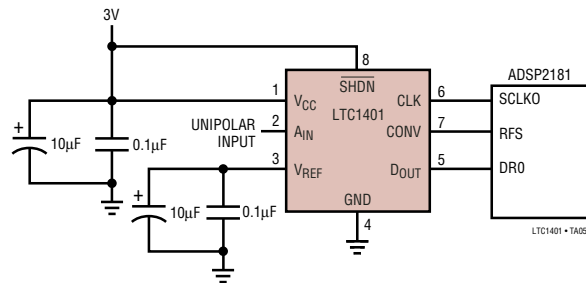 3V
8
ADSP2181
SHDN
1
VCC
CLK
6
SCLKO
LTC1401
+
10µF
0.1µF
UNIPOLAR
INPUT
2
AIN
CONV
7
RFS
3
VREF
DOUT
5
DR0
+
10µF
0.1µF
GND
4
LTC1401 • TA05